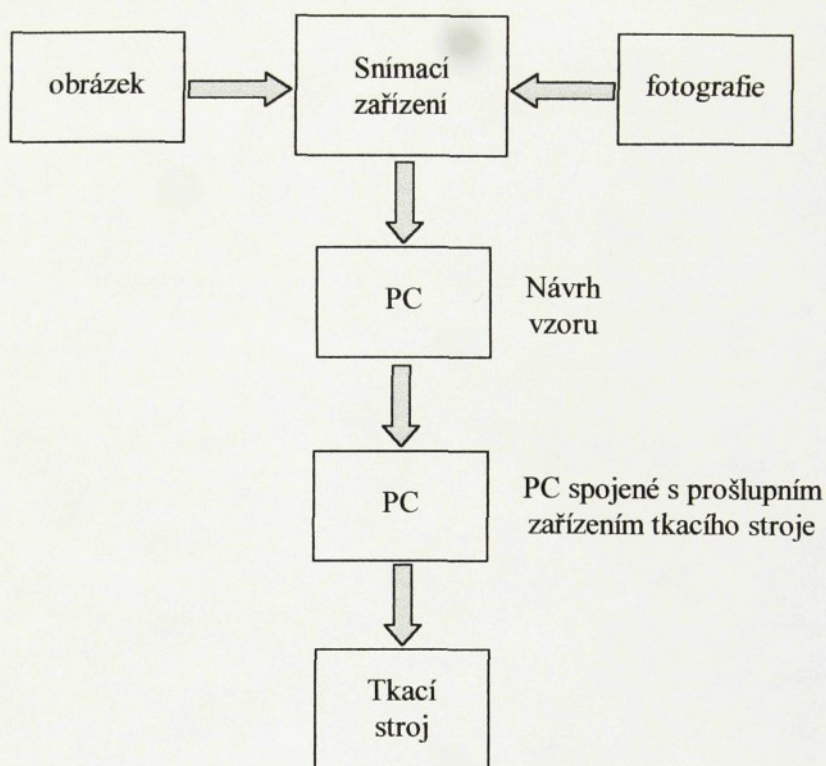 obrázek
Snímací
zařízení
fotografie
PC
Návrh
vzoru
PC
PC spojené s prošlupním
zařízením tkacího stroje
Tkací
stroj